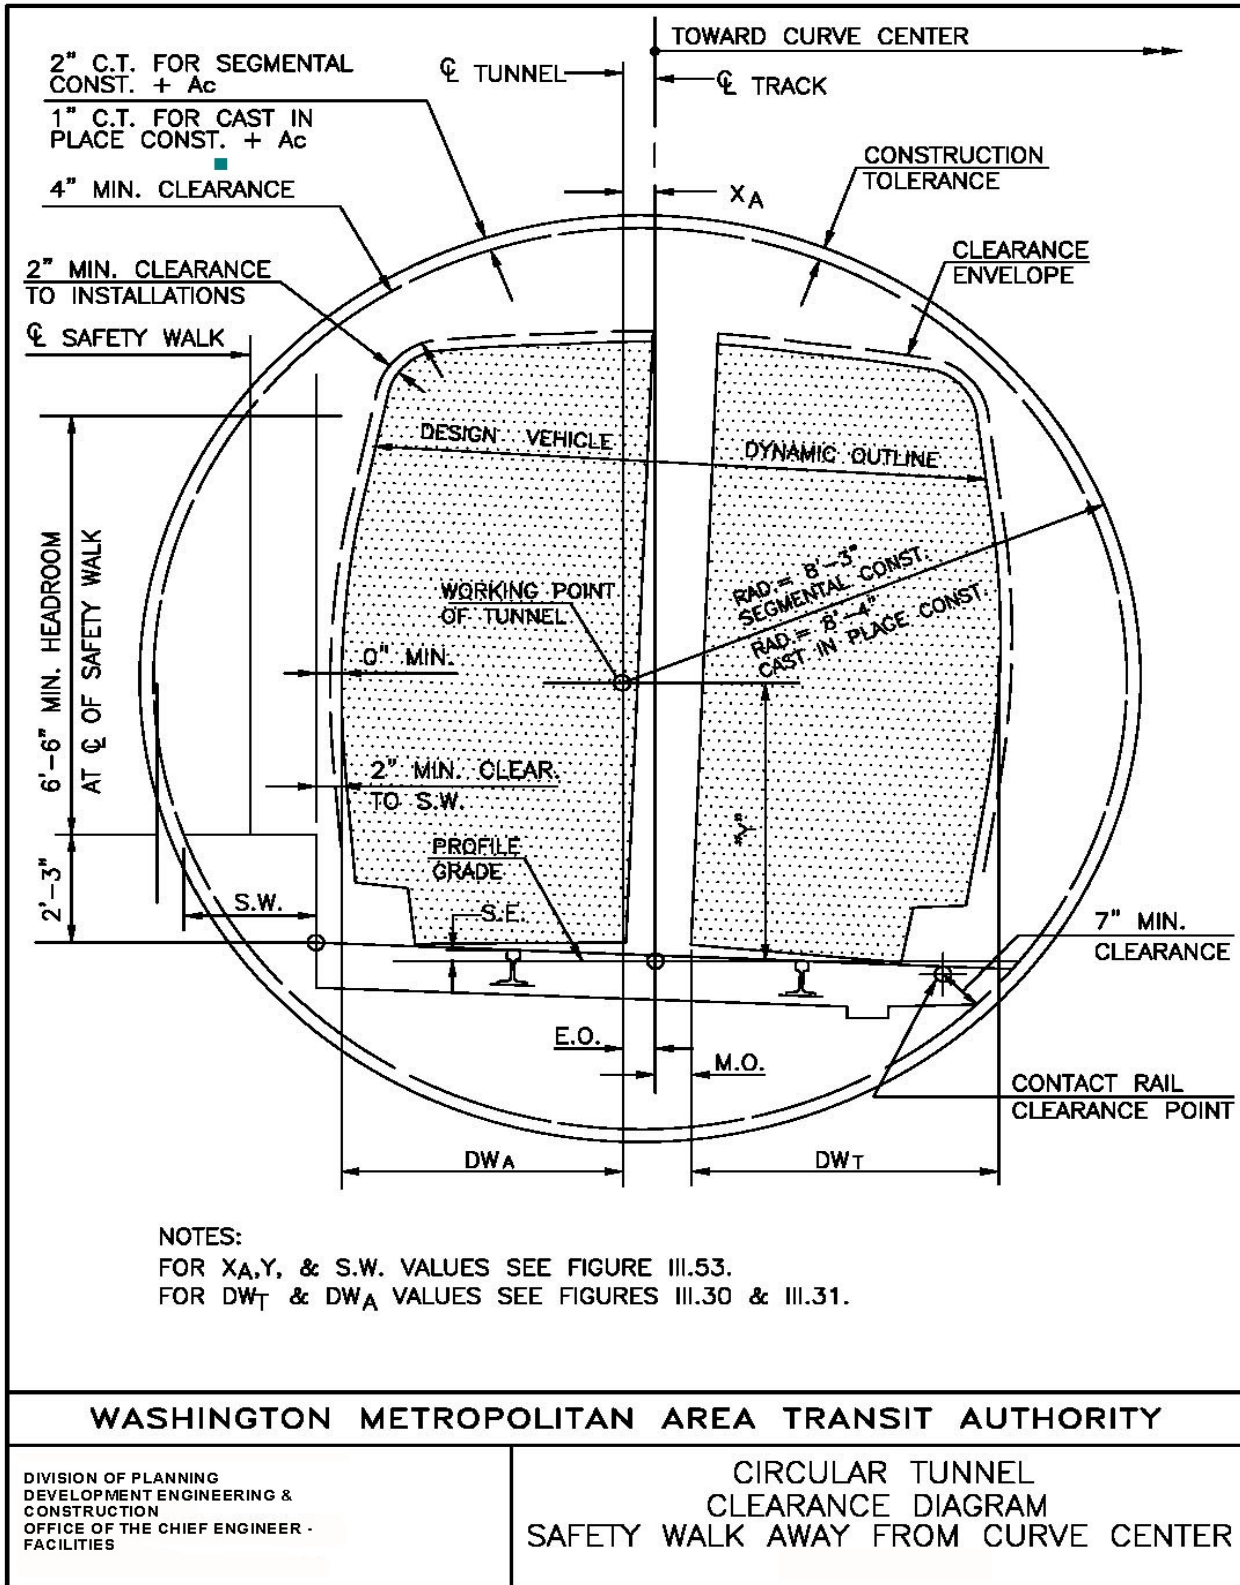 TOWARD CURVE CENTER
2" C.T. FOR SEGMENTAL
CONST. + Ac
1" C.T. FOR CAST IN
PLACE CONST. + Ac
4" MIN. CLEARANCE
2" MIN. CLEARANCE
TO INSTALLATIONS
℄ SAFETY WALK
℄ TUNNEL
℄ TRACK
XA
CONSTRUCTION
TOLERANCE
CLEARANCE
ENVELOPE
DESIGN VEHICLE
DYNAMIC OUTLINE
6'-6" MIN. HEADROOM
AT ℄ OF SAFETY WALK
2'-3"
WORKING POINT
OF TUNNEL
RAD.= 8'-3"
SEGMENTAL CONST.
RAD.= 8'-4"
CAST IN PLACE CONST.
0" MIN.
2" MIN. CLEAR.
TO S.W.
"Y"
PROFILE
GRADE
S.W.
S.E.
7" MIN.
CLEARANCE
E.O.
M.O.
CONTACT RAIL
CLEARANCE POINT
DWA
DWT
NOTES:
FOR XA,Y, & S.W. VALUES SEE FIGURE III.53.
FOR DWT & DWA VALUES SEE FIGURES III.30 & III.31.
WASHINGTON METROPOLITAN AREA TRANSIT AUTHORITY
DIVISION OF PLANNING
DEVELOPMENT ENGINEERING &
CONSTRUCTION
OFFICE OF THE CHIEF ENGINEER -
FACILITIES
CIRCULAR TUNNEL
CLEARANCE DIAGRAM
SAFETY WALK AWAY FROM CURVE CENTER